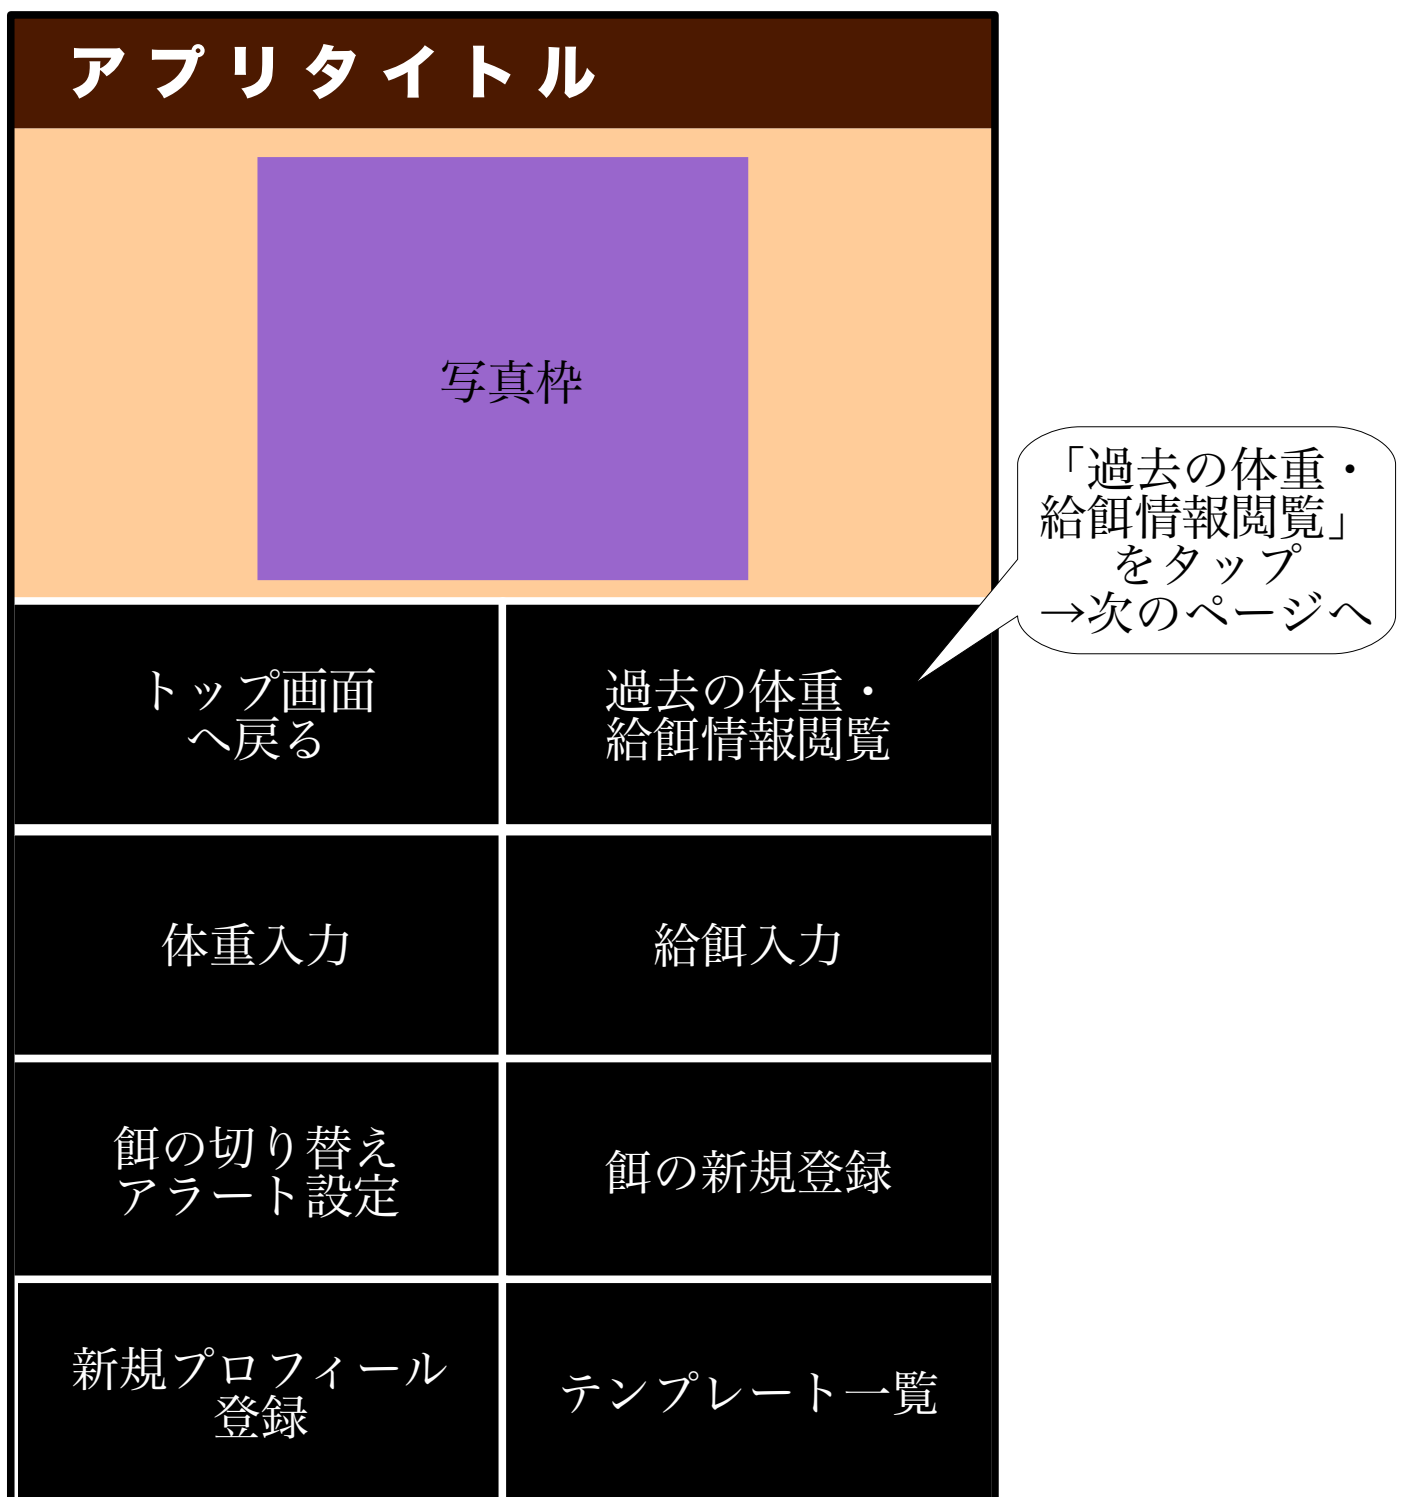 アプリタイトル
写真枠
「過去の体重・
給餌情報閲覧」
をタップ
→次のページへ
トップ画面
へ戻る
過去の体重・
給餌情報閲覧
体重入力
給餌入力
餌の切り替え
アラート設定
餌の新規登録
新規プロフィール
登録
テンプレート一覧